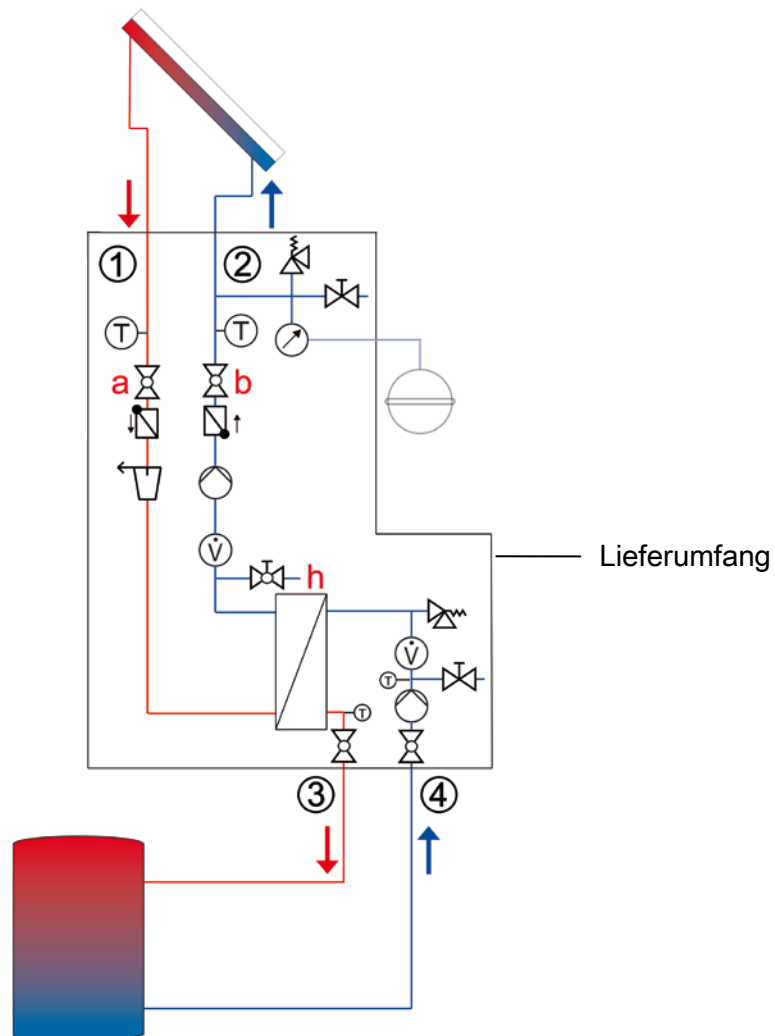 ① ②
T T
a b
V̇
h
Lieferumfang
V̇
T
T
③ ④